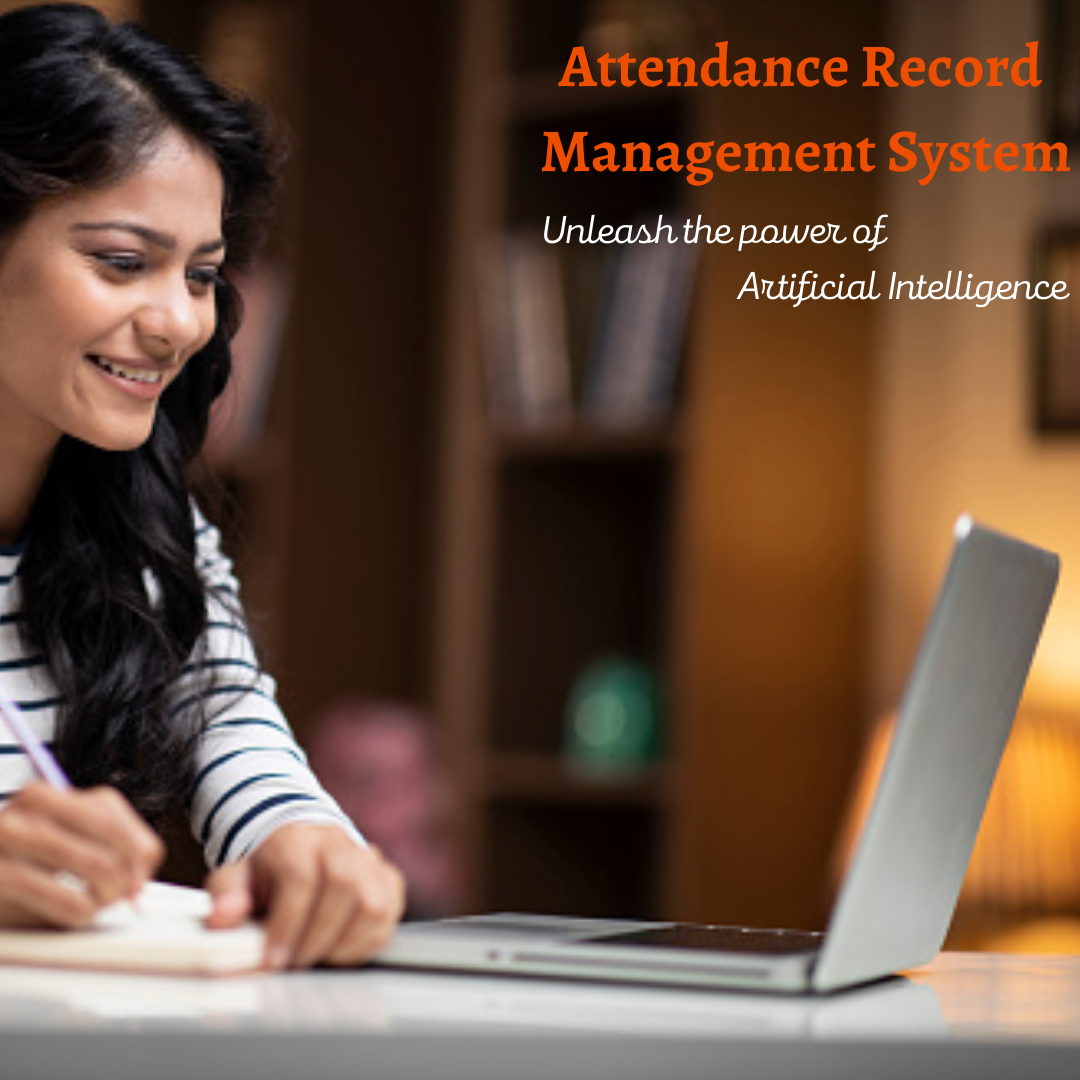 Attendance Record
Management System
Unleash the power of
Artificial Intelligence